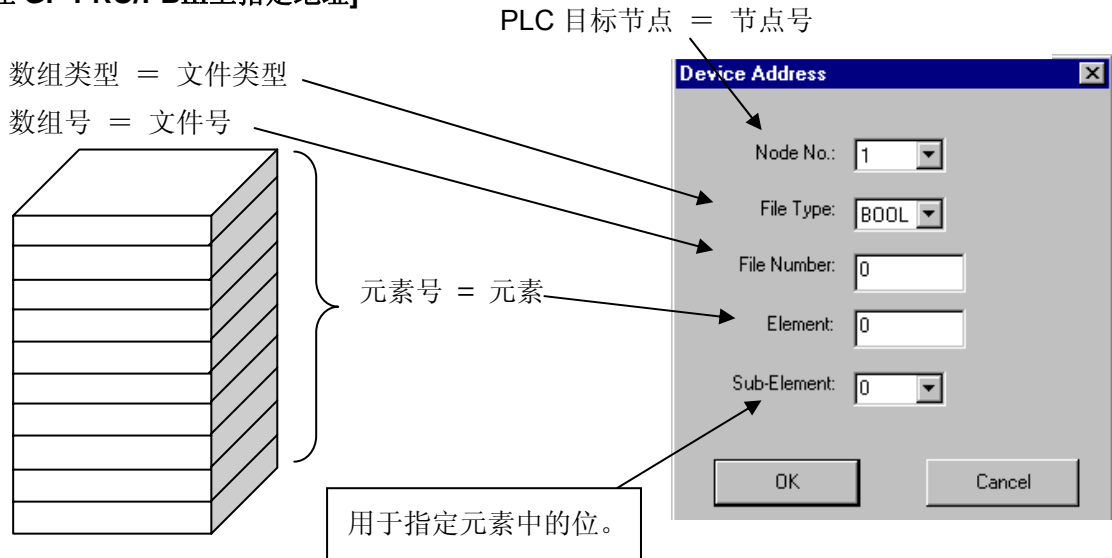 PLC 目标节点 ＝ 节点号
数组类型 ＝ 文件类型
数组号 ＝ 文件号
元素号 = 元素
用于指定元素中的位。
Device Address
Node No.: 1
File Type: BOOL
File Number: 0
Element: 0
Sub-Element: 0
OK Cancel